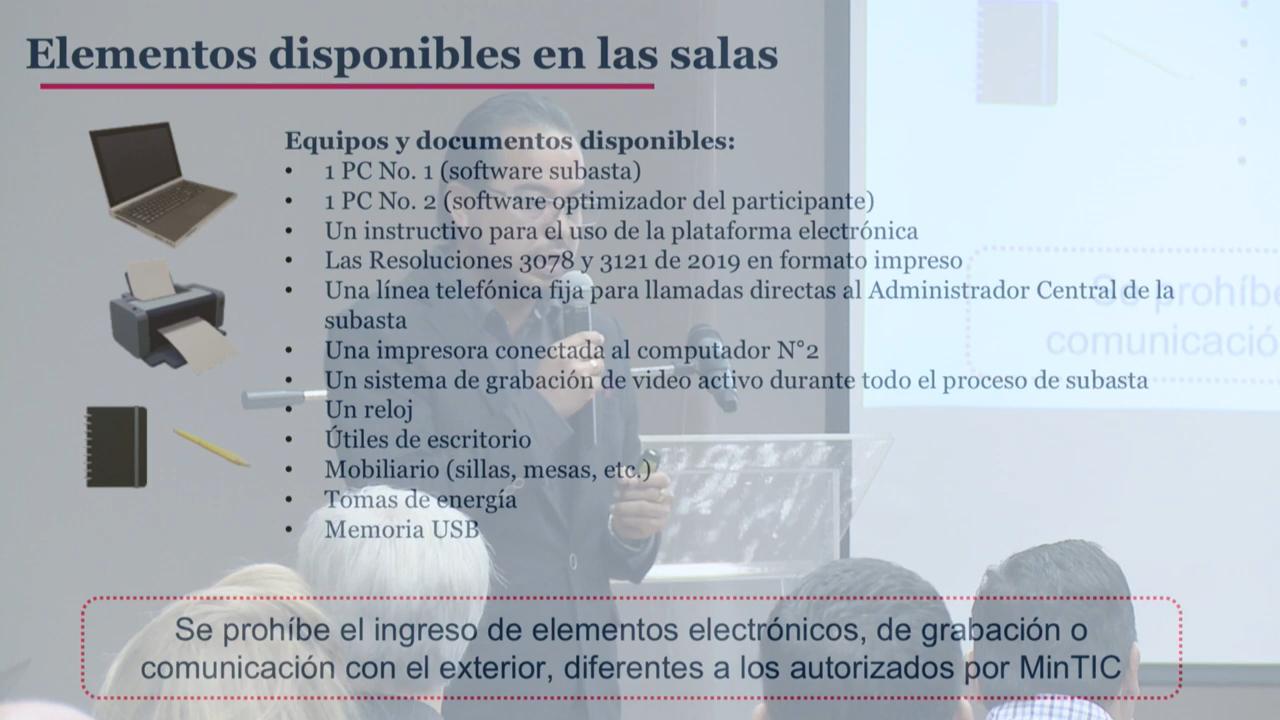 Elementos disponibles en las salas
Equipos y documentos disponibles:
• 1 PC No. 1 (software subasta)
• 1 PC No. 2 (software optimizador del participante)
• Un instructivo para el uso de la plataforma electrónica
• Las Resoluciones 3078 y 3121 de 2019 en formato impreso
• Una línea telefónica fija para llamadas directas al Administrador Central de la
subasta
• Una impresora conectada al computador N°2
• Un sistema de grabación de video activo durante todo el proceso de subasta
• Un reloj
• Útiles de escritorio
• Mobiliario (sillas, mesas, etc.)
• Tomas de energía
• Memoria USB
Se prohíbe
comunicació
Se prohíbe el ingreso de elementos electrónicos, de grabación o
comunicación con el exterior, diferentes a los autorizados por MinTIC